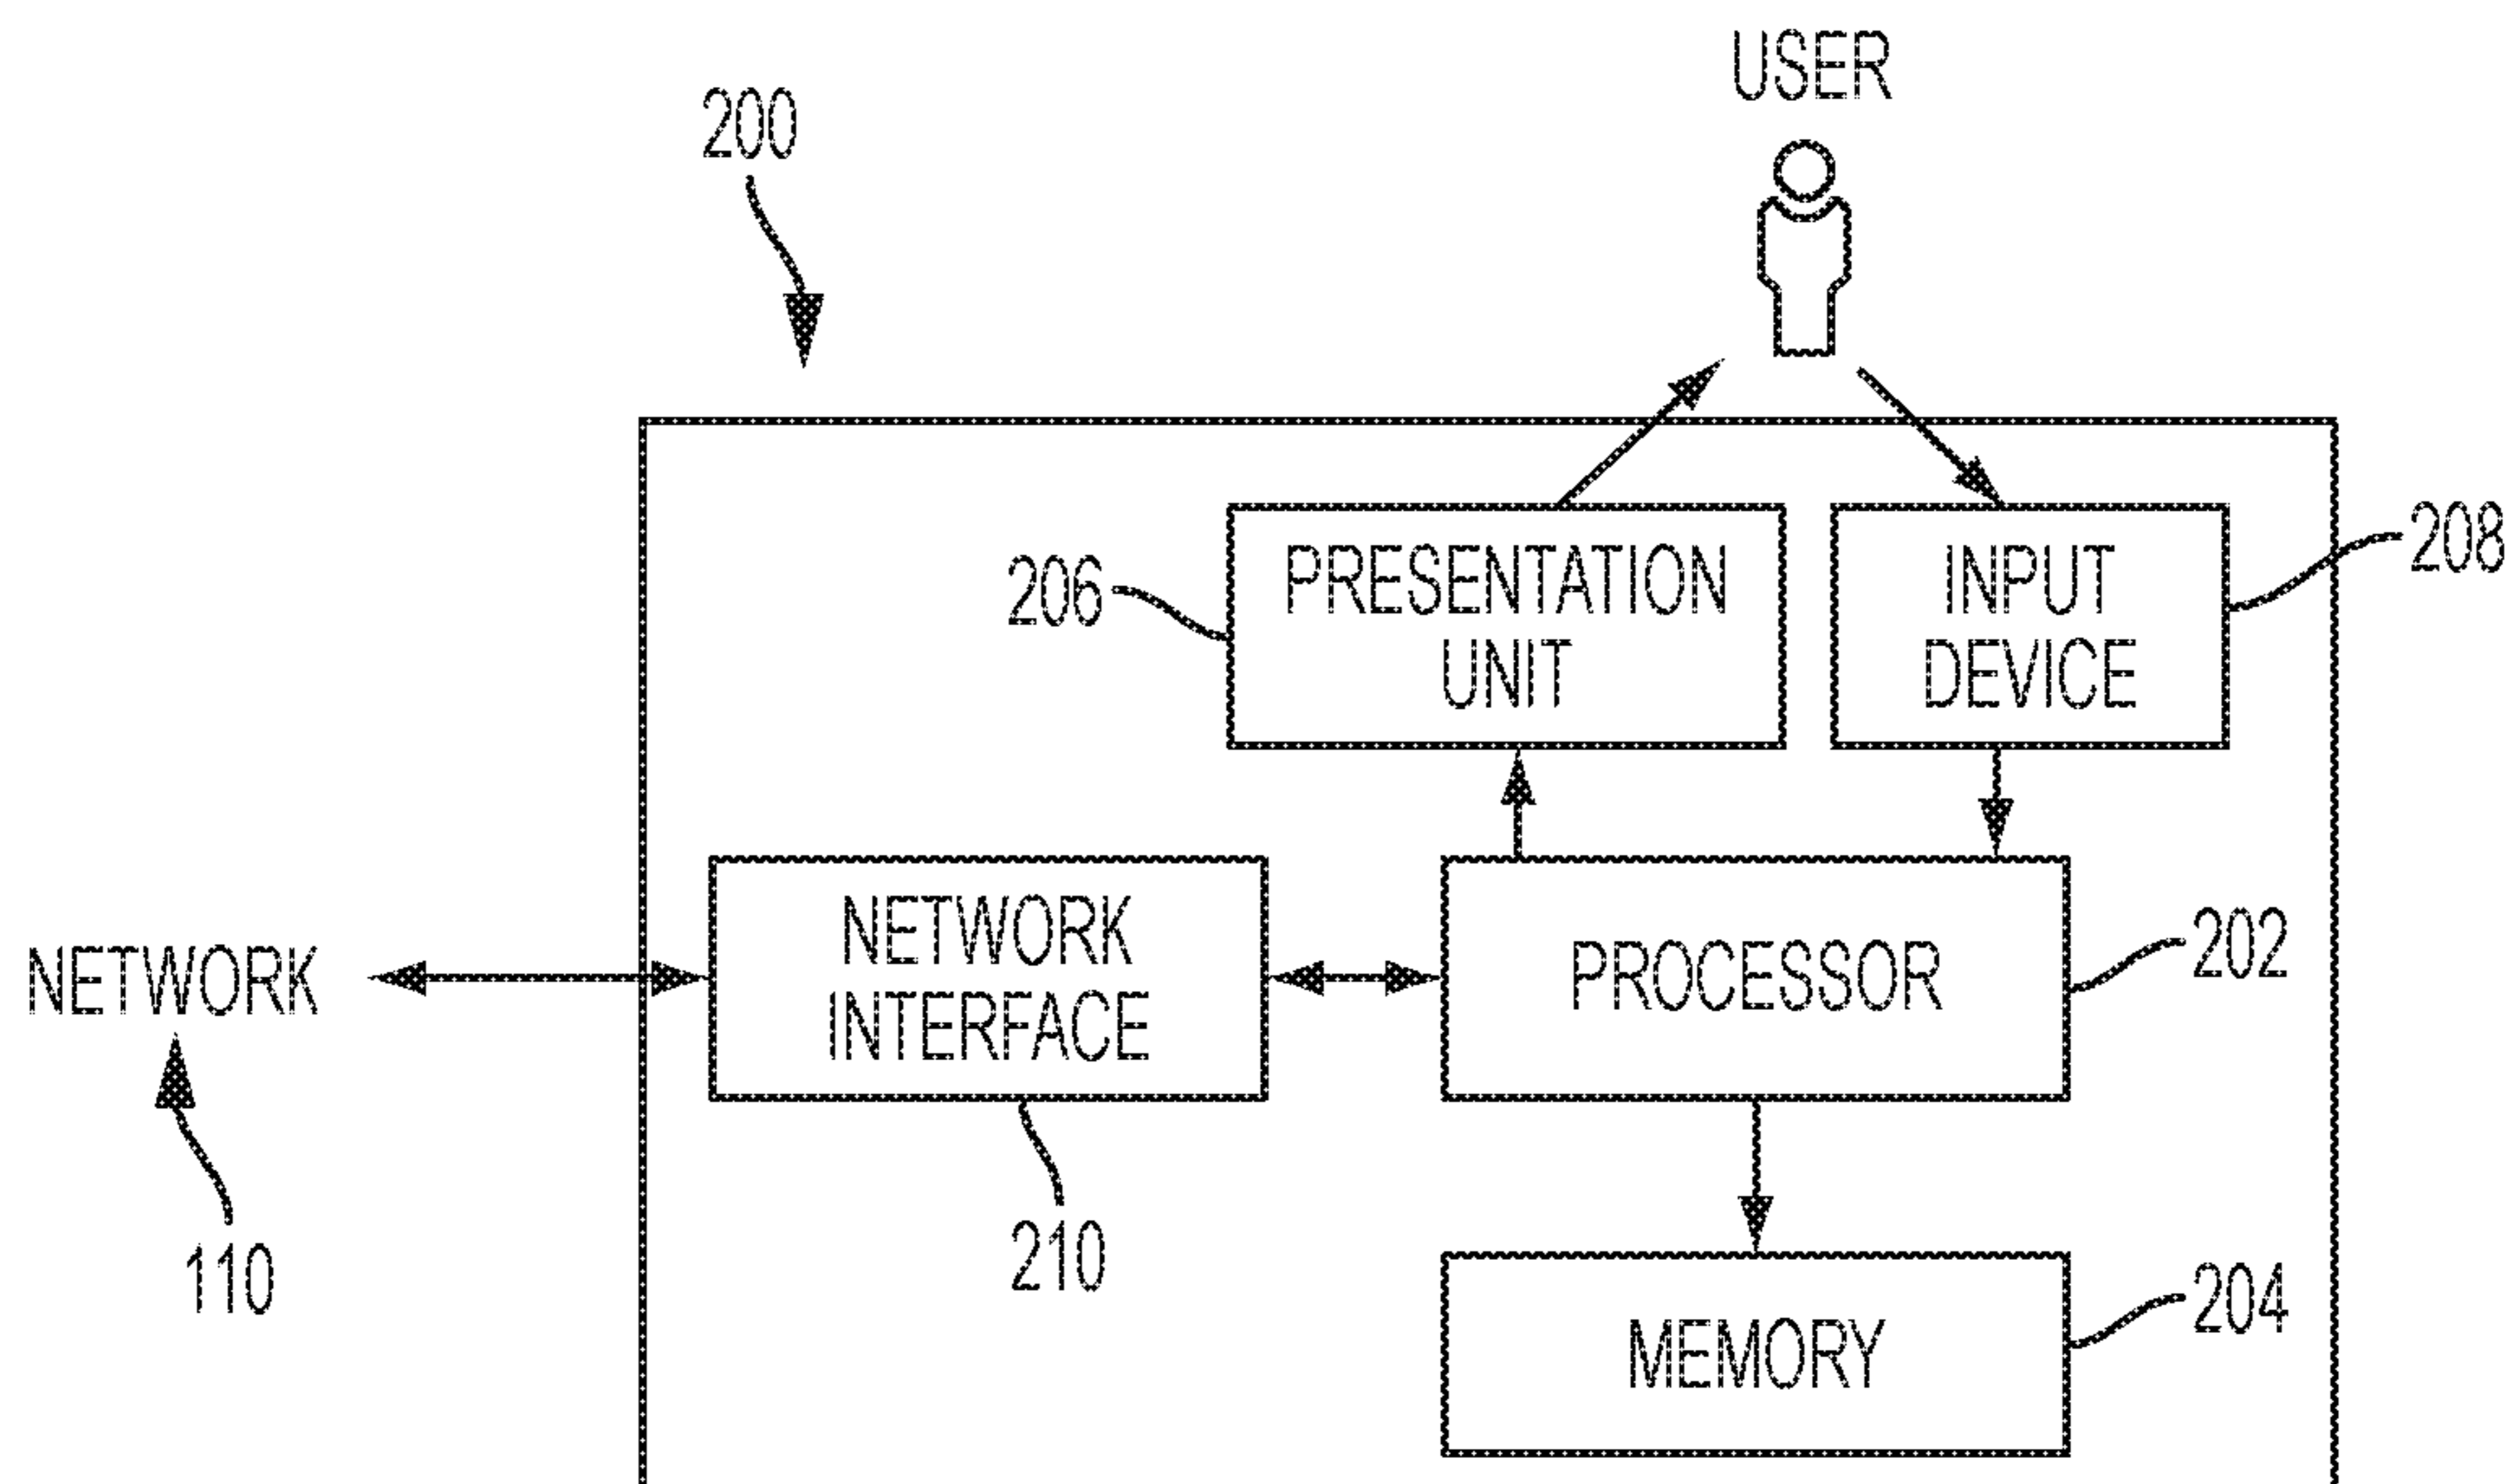 USER
200
206
PRESENTATION
UNIT
INPUT
DEVICE
208
NETWORK
NETWORK
INTERFACE
PROCESSOR
202
110
210
MEMORY
204